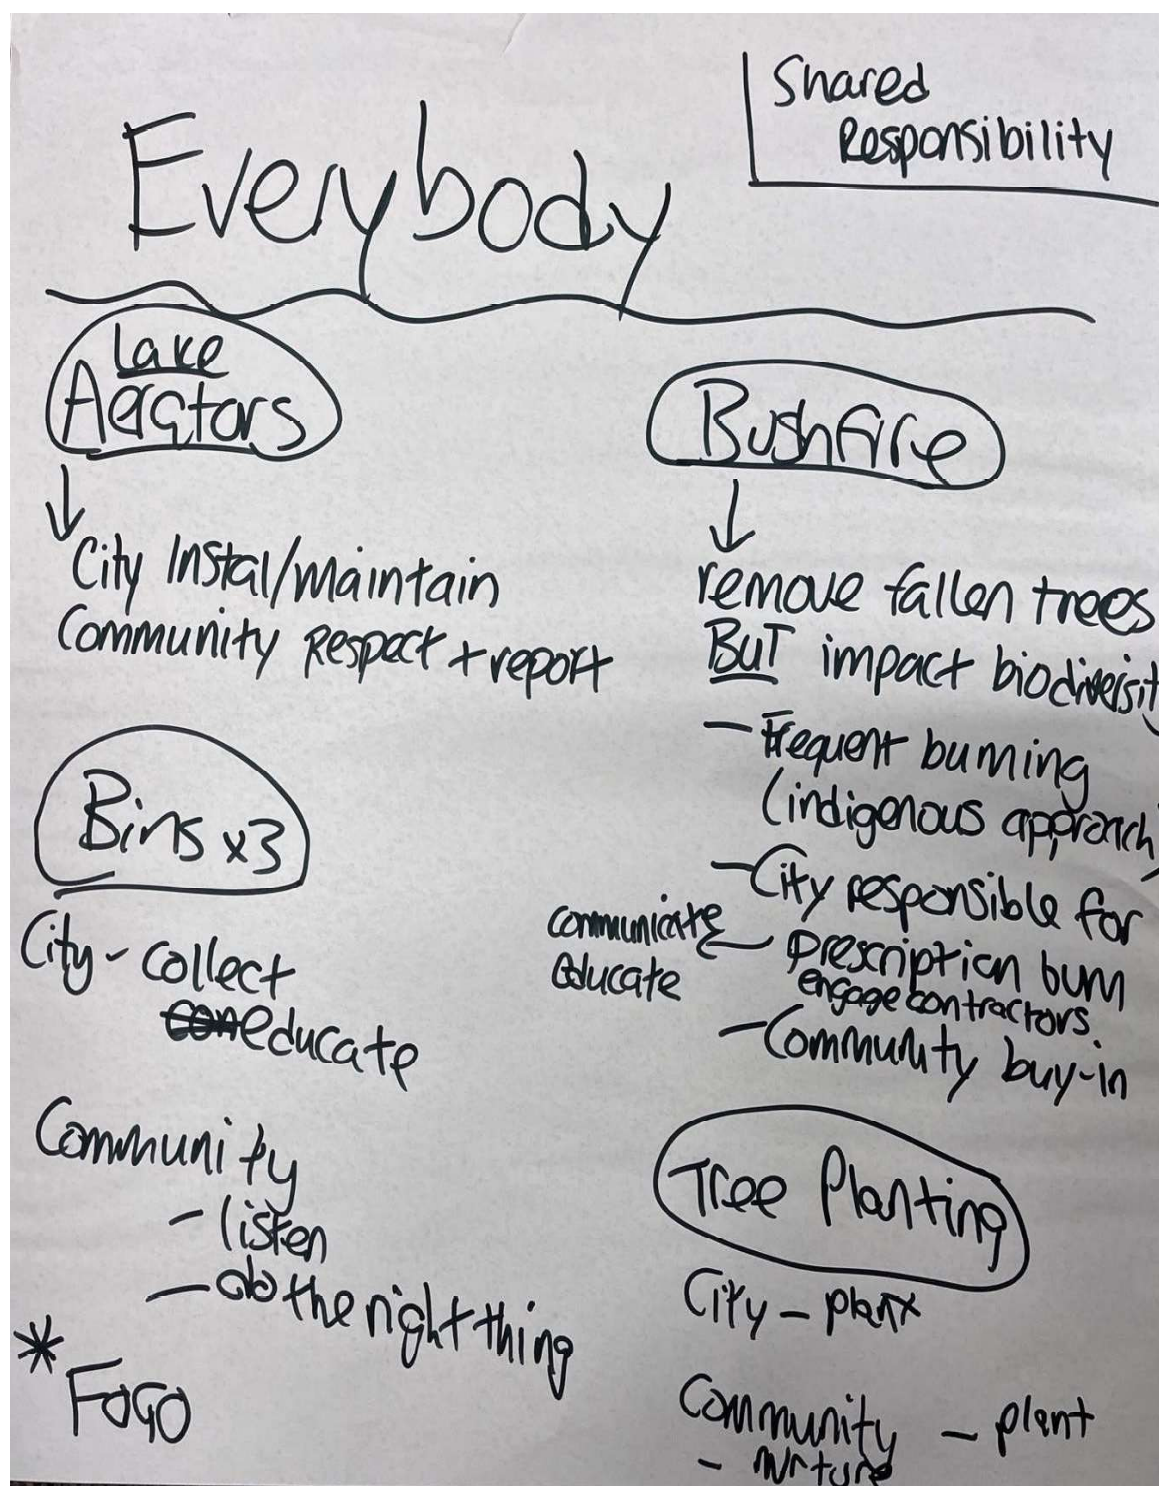 Shared
Responsibility
Everybody
Lake
Aerators
City Instal/maintain
Community Respect + report
Bins x3
City - collect
educate
Community
- listen
- do the right thing
* FOGO
Bushfire
remove fallen trees
BUT impact biodiversity
- Frequent burning
(indigenous approach)
- City responsible for
prescription burn
engage contractors
communicate
educate
- Community buy-in
Tree Planting
City - plant
Community - plant
- nurture